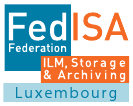 FedISA
Federation
ILM, Storage
& Archiving
Luxembourg